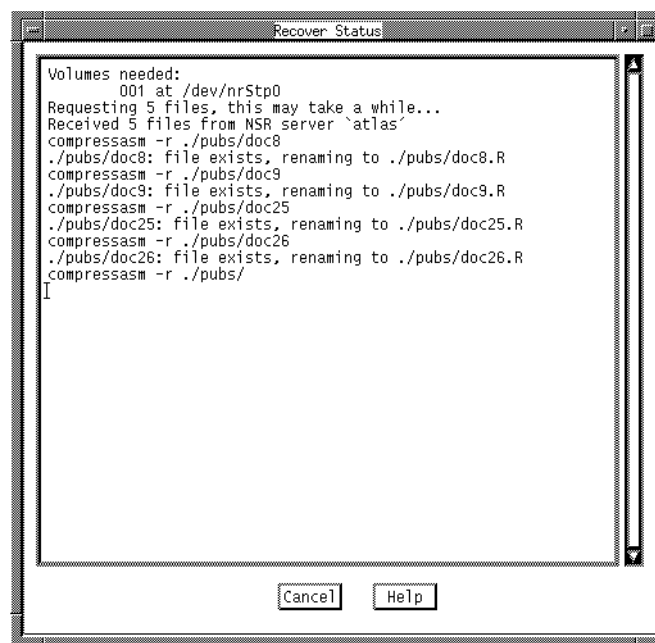 Recover Status
Volumes needed:
001 at /dev/nrStp0
Requesting 5 files, this may take a while...
Received 5 files from NSR server `atlas´
compressasm -r ./pubs/doc8
./pubs/doc8: file exists, renaming to ./pubs/doc8.R
compressasm -r ./pubs/doc9
./pubs/doc9: file exists, renaming to ./pubs/doc9.R
compressasm -r ./pubs/doc25
./pubs/doc25: file exists, renaming to ./pubs/doc25.R
compressasm -r ./pubs/doc26
./pubs/doc26: file exists, renaming to ./pubs/doc26.R
compressasm -r ./pubs/
Cancel
Help